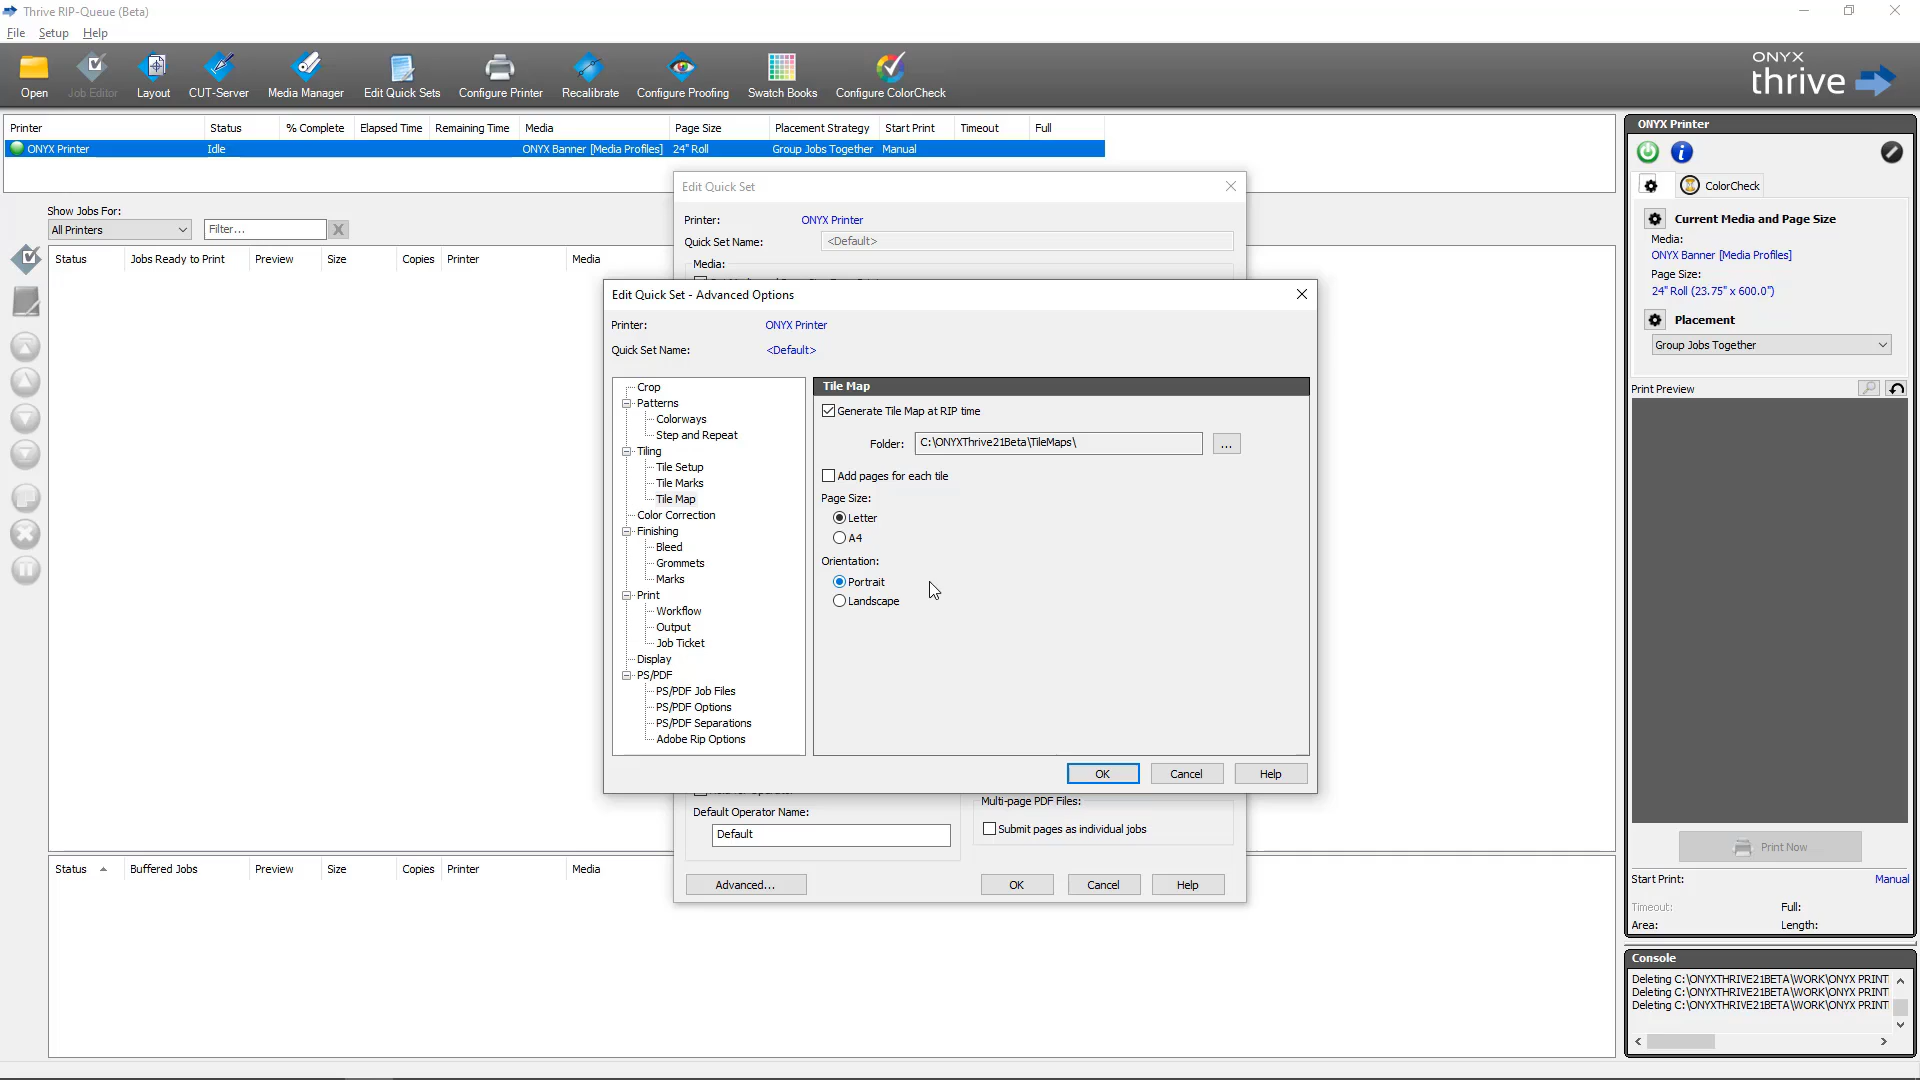 Thrive RIP-Queue (Beta)
File Setup Help
Open Job Editor Layout CUT-Server Media Manager Edit Quick Sets Configure Printer Recalibrate Configure Proofing Swatch Books Configure ColorCheck
ONYX
thrive
Printer Status % Complete Elapsed Time Remaining Time Media Page Size Placement Strategy Start Print Timeout Full
ONYX Printer Idle ONYX Banner [Media Profiles] 24" Roll Group Jobs Together Manual
Show Jobs For:
All Printers Filter... X
Status Jobs Ready to Print Preview Size Copies Printer Media
Edit Quick Set
Printer: ONYX Printer
Quick Set Name: <Default>
Media:
Edit Quick Set - Advanced Options
Printer: ONYX Printer
Quick Set Name: <Default>
Crop
Patterns
Colorways
Step and Repeat
Tiling
Tile Setup
Tile Marks
Tile Map
Color Correction
Finishing
Bleed
Grommets
Marks
Print
Workflow
Output
Job Ticket
Display
PS/PDF
PS/PDF Job Files
PS/PDF Options
PS/PDF Separations
Adobe Rip Options
Tile Map
Generate Tile Map at RIP time
Folder: C:\ONYXThrive21Beta\TileMaps\ ...
Add pages for each tile
Page Size:
Letter
A4
Orientation:
Portrait
Landscape
OK Cancel Help
Default Operator Name:
Default
Multi-page PDF Files:
Submit pages as individual jobs
Advanced... OK Cancel Help
Status Buffered Jobs Preview Size Copies Printer Media
ONYX Printer
ColorCheck
Current Media and Page Size
Media:
ONYX Banner [Media Profiles]
Page Size:
24" Roll (23.75" x 600.0")
Placement
Group Jobs Together
Print Preview
Print Now
Start Print: Manual
Timeout: Full:
Area: Length:
Console
Deleting C:\ONYXTHRIVE21BETA\WORK\ONYX PRINT
Deleting C:\ONYXTHRIVE21BETA\WORK\ONYX PRINT
Deleting C:\ONYXTHRIVE21BETA\WORK\ONYX PRINT